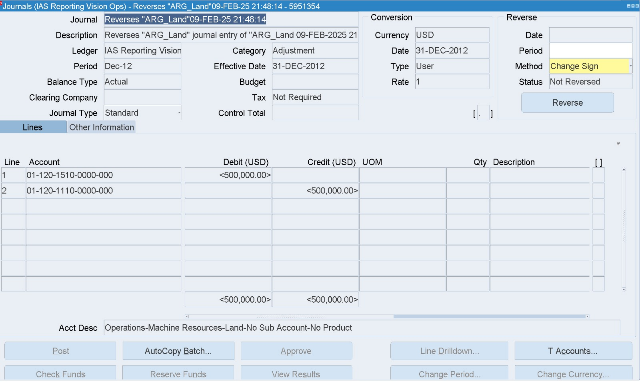 Journals (IAS Reporting Vision Ops) - Reverses "ARG_Land"09-FEB-25 21:48:14 - 5951354
Journal Reverses "ARG_Land"09-FEB-25 21:48:14
Description Reverses "ARG_Land" journal entry of "ARG_Land 09-FEB-2025 21
Ledger IAS Reporting Vision Category Adjustment
Period Dec-12 Effective Date 31-DEC-2012
Balance Type Actual Budget
Clearing Company Tax Not Required
Journal Type Standard Control Total
Conversion
Currency USD
Date 31-DEC-2012
Type User
Rate 1
[ . ]
Reverse
Date
Period
Method Change Sign
Status Not Reversed
Reverse
Lines Other Information
Line Account Debit (USD) Credit (USD) UOM Qty Description [ ]
1 01-120-1510-0000-000 <500,000.00>
2 01-120-1110-0000-000 <500,000.00>
<500,000.00> <500,000.00>
Acct Desc Operations-Machine Resources-Land-No Sub Account-No Product
Post AutoCopy Batch... Approve Line Drilldown... T Accounts...
Check Funds Reserve Funds View Results Change Period... Change Currency...